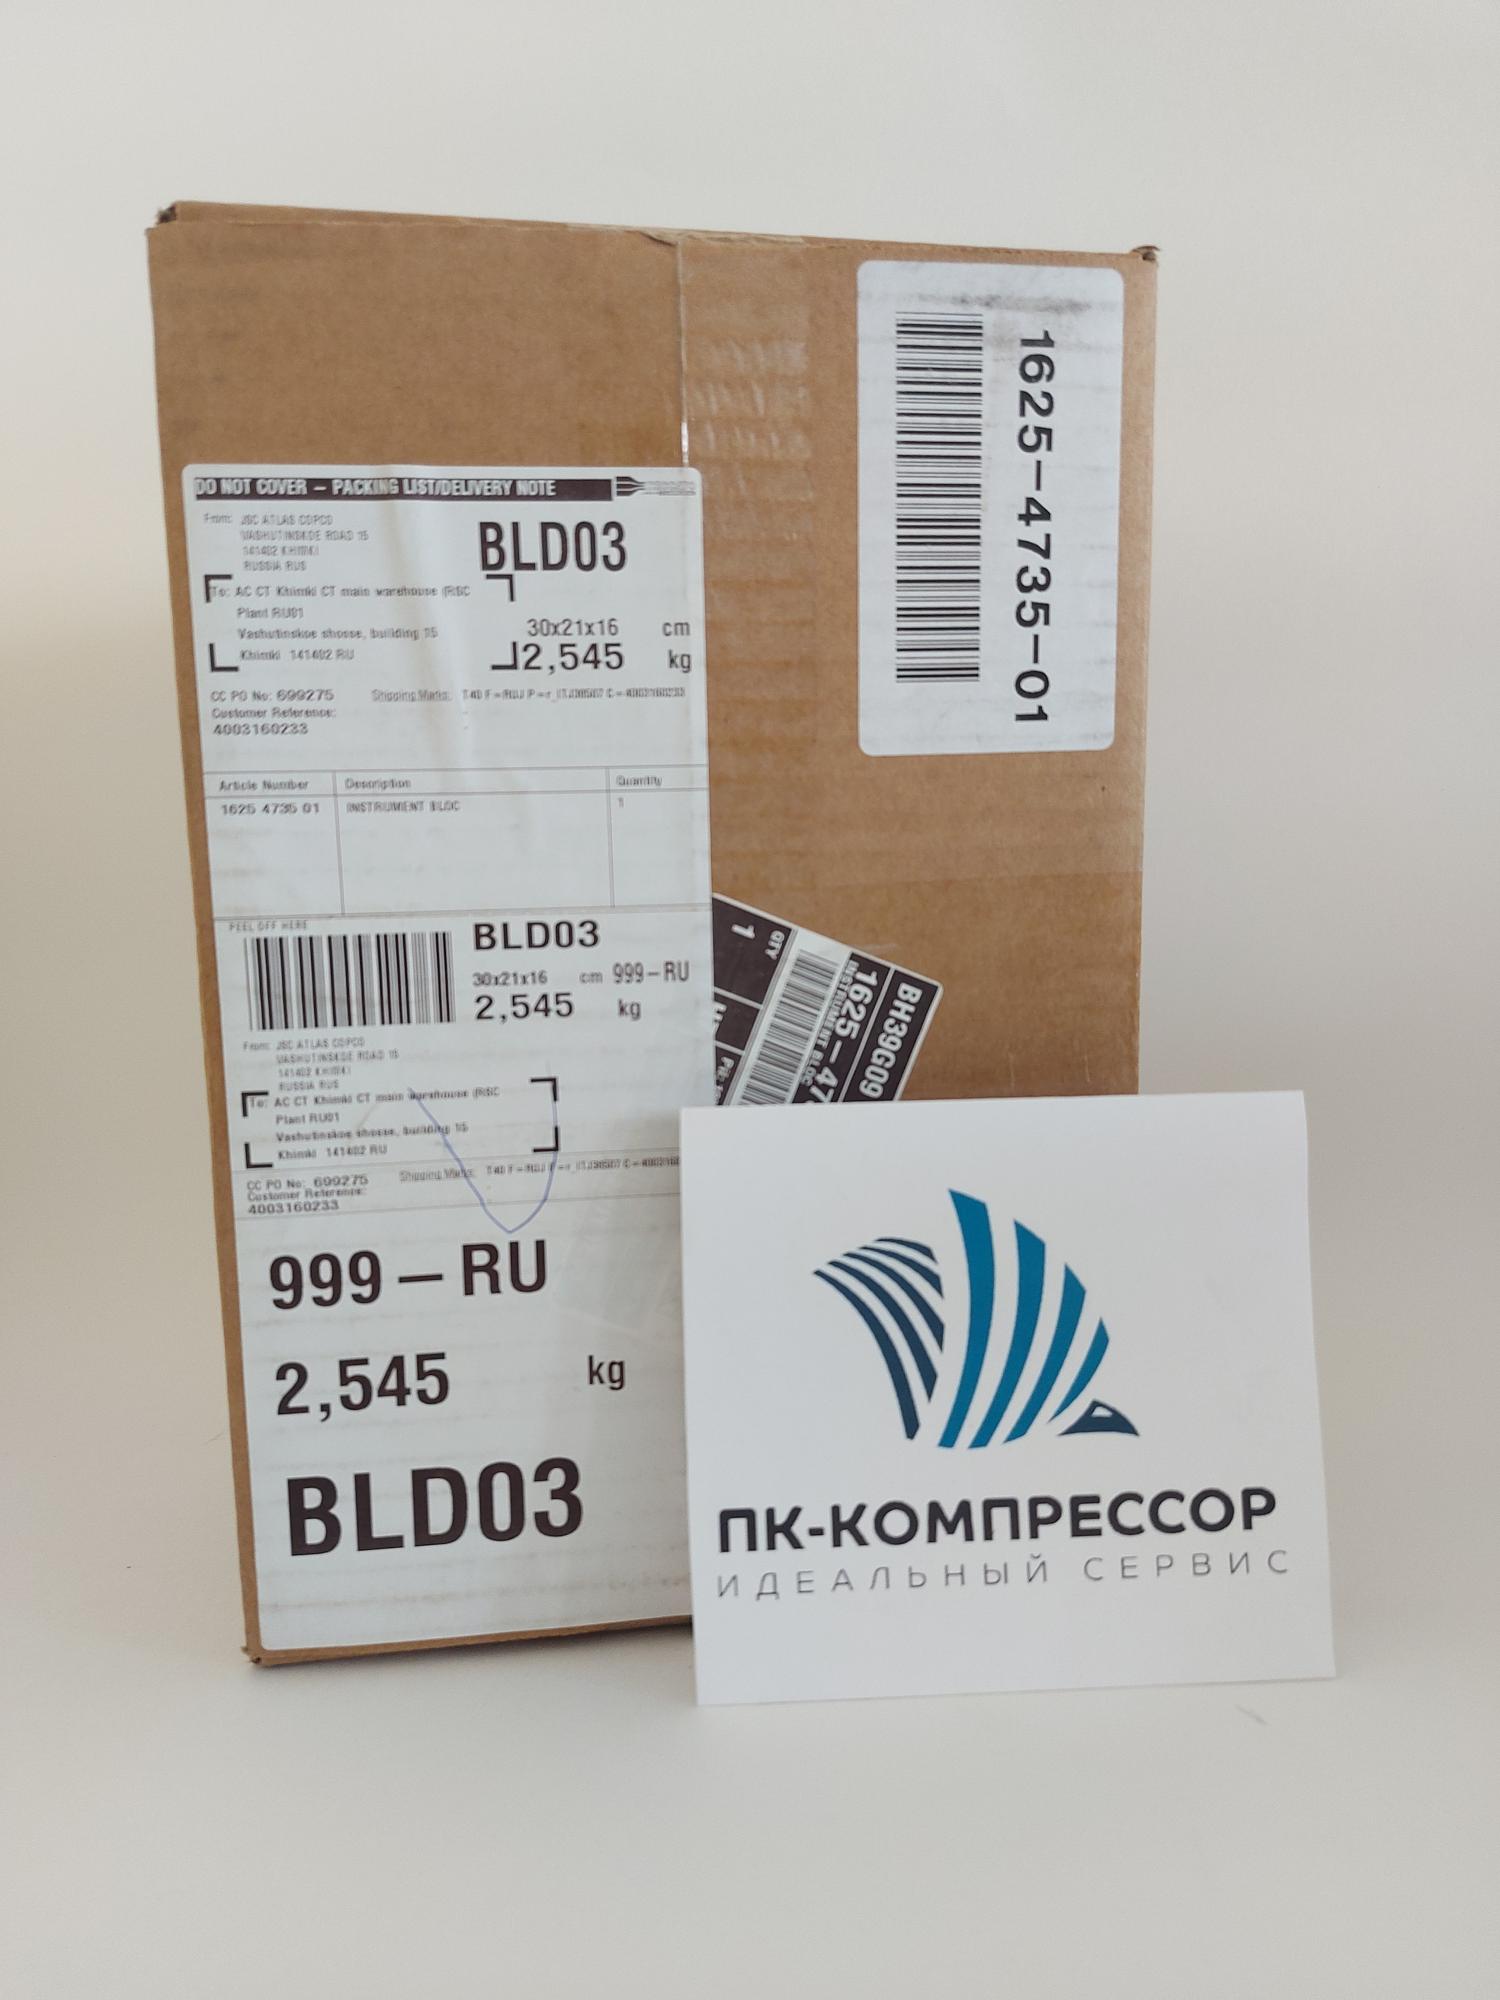 1625-4735-01
DO NOT COVER – PACKING LIST/DELIVERY NOTE
From: JSC ATLAS COPCO
VASHUTINSKOE ROAD 15
141402 KHIMKI
RUSSIA RUS
BLD03
To: AC CT Khimki CT main warehouse (RSC
Plant RU01
Vashutinskoe shosse, building 15
Khimki 141402 RU
30x21x16 cm
2,545 kg
CC PO No: 699275
Shipping Marks:
Customer Reference:
4003160233
Article Number Description Quantity
1625 4735 01 INSTRUMENT BLOC 1
PEEL OFF HERE
BLD03
30x21x16 cm 999-RU
2,545 kg
From: JSC ATLAS COPCO
VASHUTINSKOE ROAD 15
141402 KHIMKI
RUSSIA RUS
To: AC CT Khimki CT main warehouse (RSC
Plant RU01
Vashutinskoe shosse, building 15
Khimki 141402 RU
CC PO No: 699275
Shipping Marks:
Customer Reference:
4003160233
999-RU
2,545 kg
BLD03
BH39G09
1625-47
INSTRUMENT BLOC
QTY
1
ПК-КОМПРЕССОР
ИДЕАЛЬНЫЙ СЕРВИС